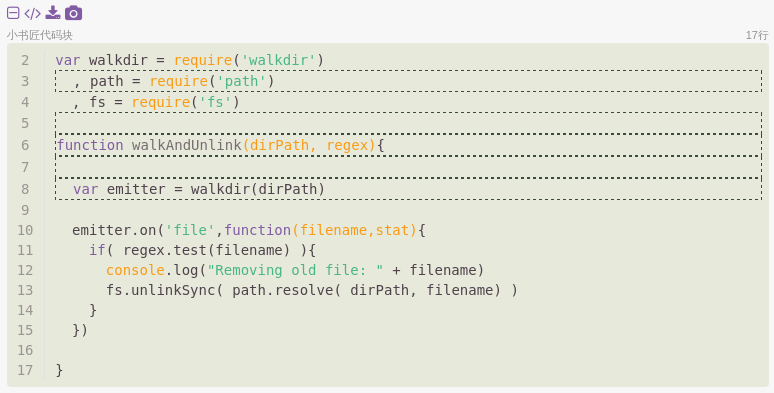 </>
小书匠代码块 17行
2 var walkdir = require('walkdir')
3 , path = require('path')
4 , fs = require('fs')
5
6 function walkAndUnlink(dirPath, regex){
7
8 var emitter = walkdir(dirPath)
9
10 emitter.on('file',function(filename,stat){
11 if( regex.test(filename) ){
12 console.log("Removing old file: " + filename)
13 fs.unlinkSync( path.resolve( dirPath, filename) )
14 }
15 })
16
17 }